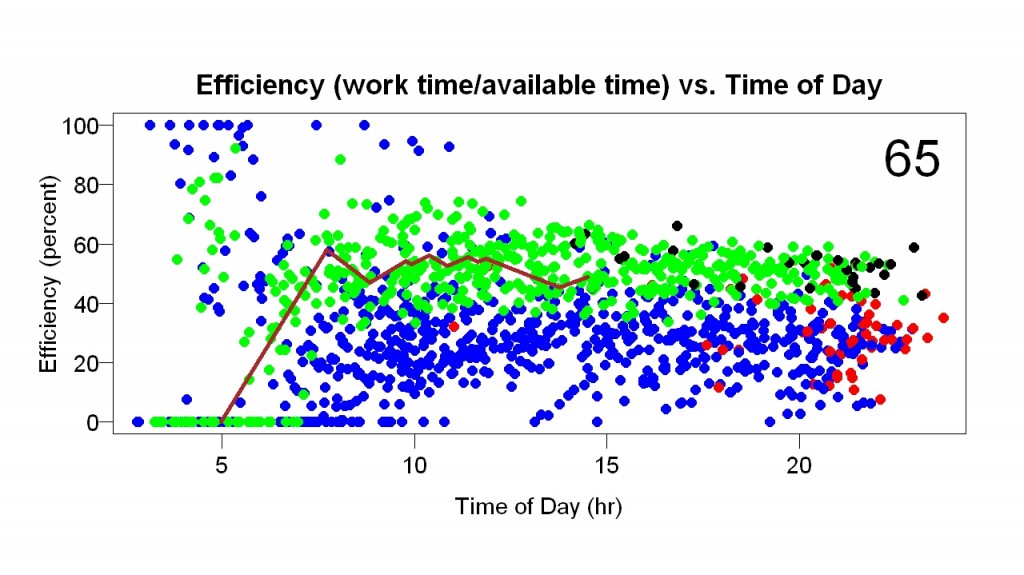 Efficiency (work time/available time) vs. Time of Day
65
Efficiency (percent)
100
80
60
40
20
0
5 10 15 20
Time of Day (hr)